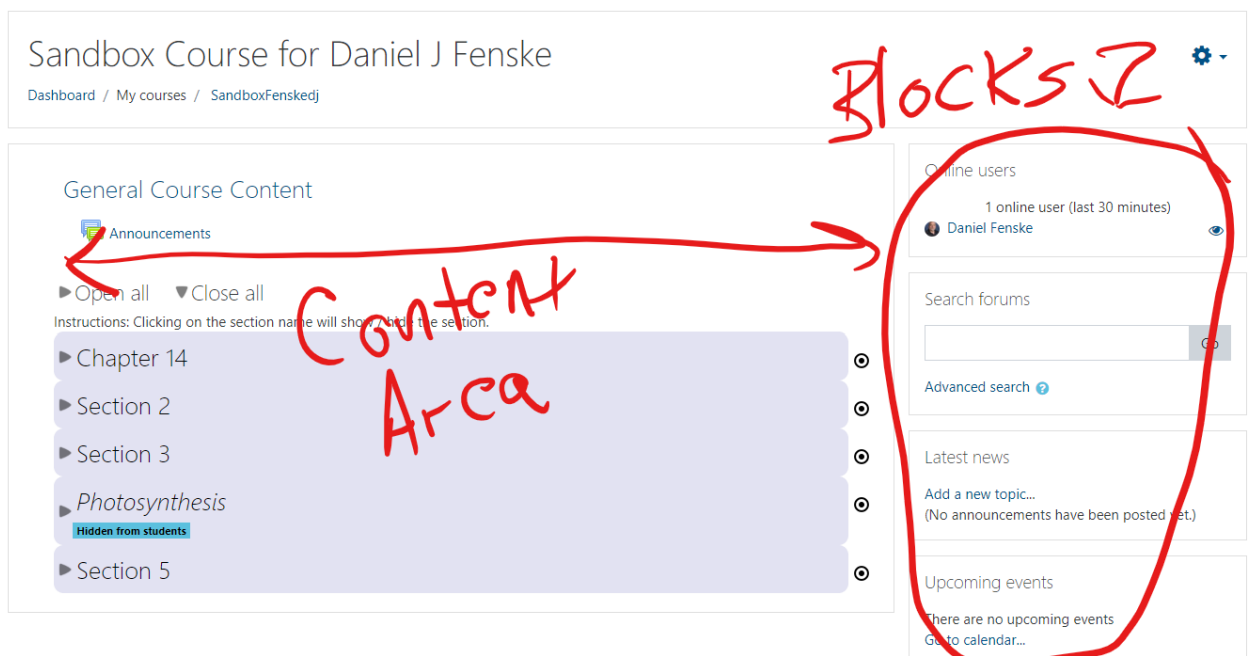 Sandbox Course for Daniel J Fenske
Dashboard / My courses / SandboxFenskedj
Blocks
General Course Content
Announcements
Open all Close all
Instructions: Clicking on the section name will show / hide the section.
Content
Area
Chapter 14
Section 2
Section 3
Photosynthesis
Hidden from students
Section 5
Online users
1 online user (last 30 minutes)
Daniel Fenske
Search forums
Go
Advanced search
Latest news
Add a new topic...
(No announcements have been posted yet.)
Upcoming events
There are no upcoming events
Go to calendar...